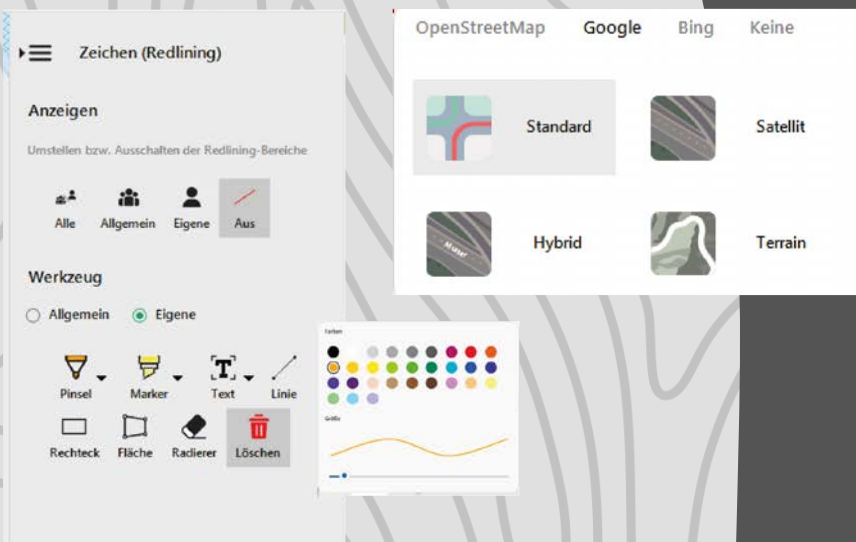 Zeichen (Redlining)
Anzeigen
Umstellen bzw. Ausschalten der Redlining-Bereiche
Alle Allgemein Eigene Aus
Werkzeug
Allgemein Eigene
Pinsel Marker Text Linie
Rechteck Fläche Radierer Löschen
OpenStreetMap Google Bing Keine
Standard Satellit
Hybrid Terrain
Farben
Größe